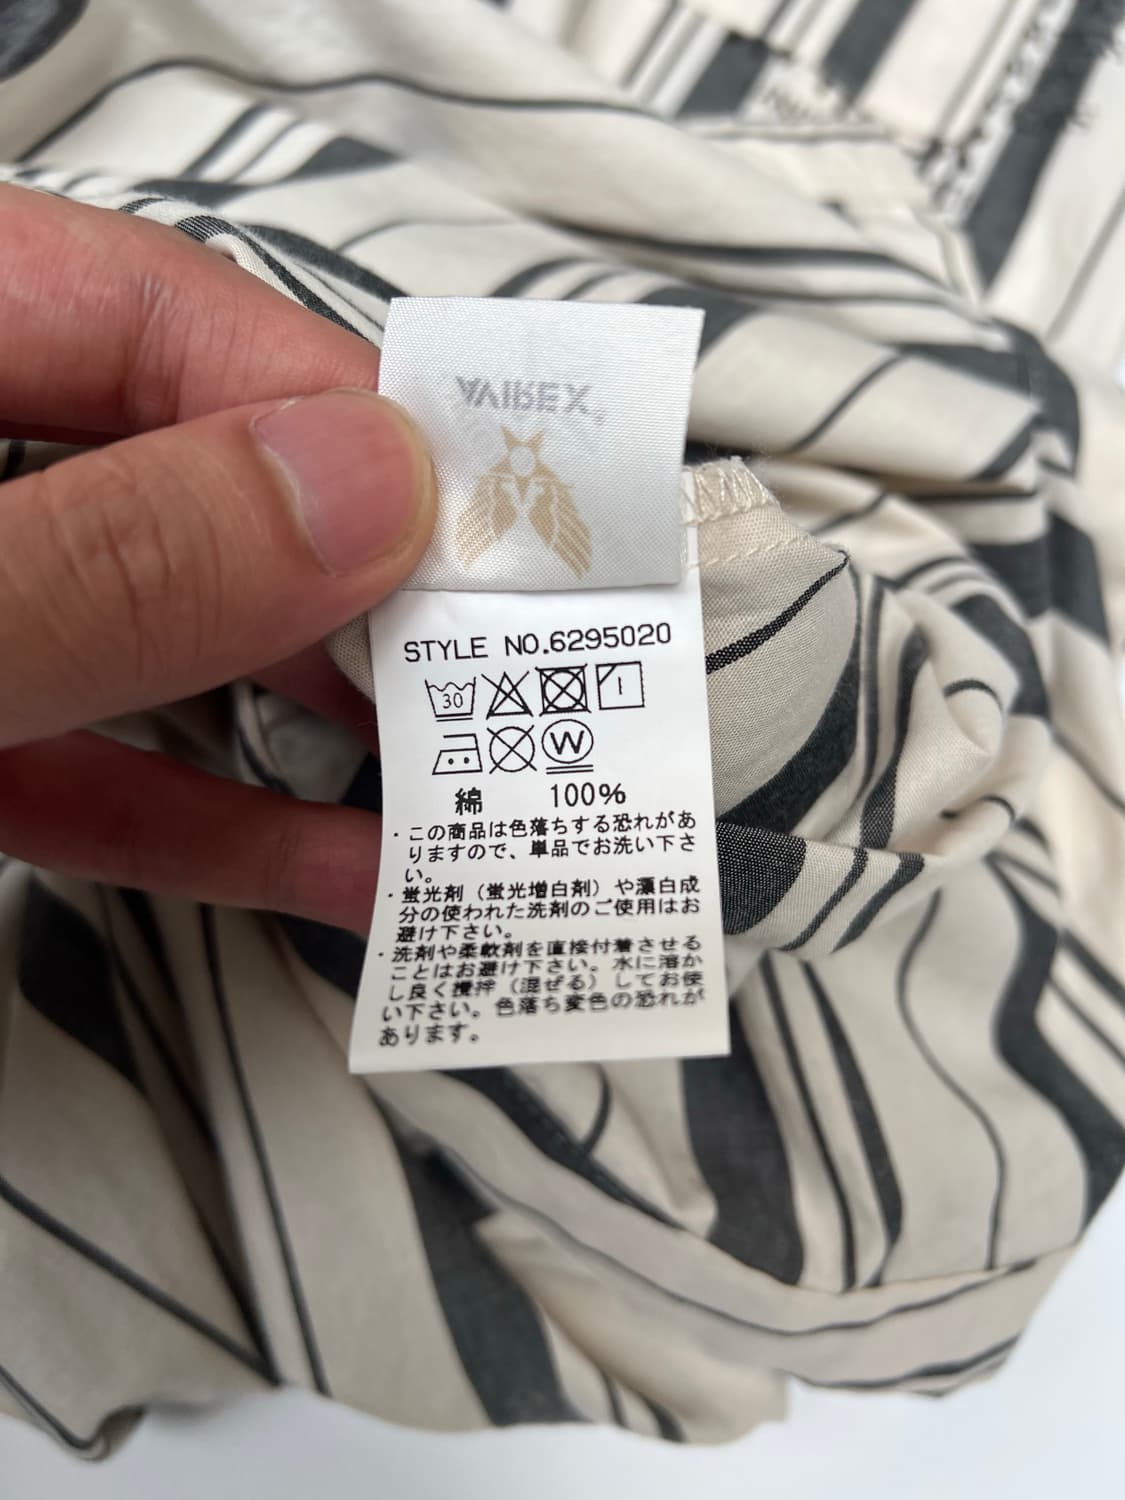 AVIREX
STYLE NO.6295020
30
W
綿 100%
・この商品は色落ちする恐れがあ
りますので、単品でお洗い下さ
い。
・蛍光剤（蛍光増白剤）や漂白成
分の使われた洗剤のご使用はお
避け下さい。
・洗剤や柔軟剤を直接付着させる
ことはお避け下さい。水に溶か
し良く攪拌（混ぜる）してお使
い下さい。色落ち変色の恐れが
あります。